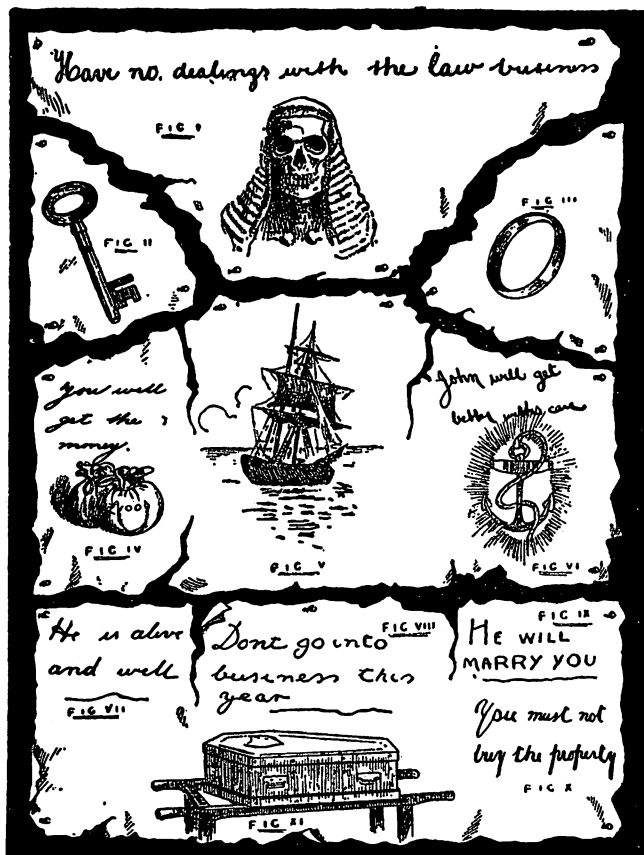 Have no. dealings with the law business
FIG I
FIG II
FIG III
You will
get the
money.
FIG IV
FIG V
John will get
better with care
FIG VI
He is alive
and well
FIG VII
Dont go into
business this
year
FIG VIII
FIG IX
HE WILL
MARRY YOU
You must not
buy the property
FIG X
FIG XI